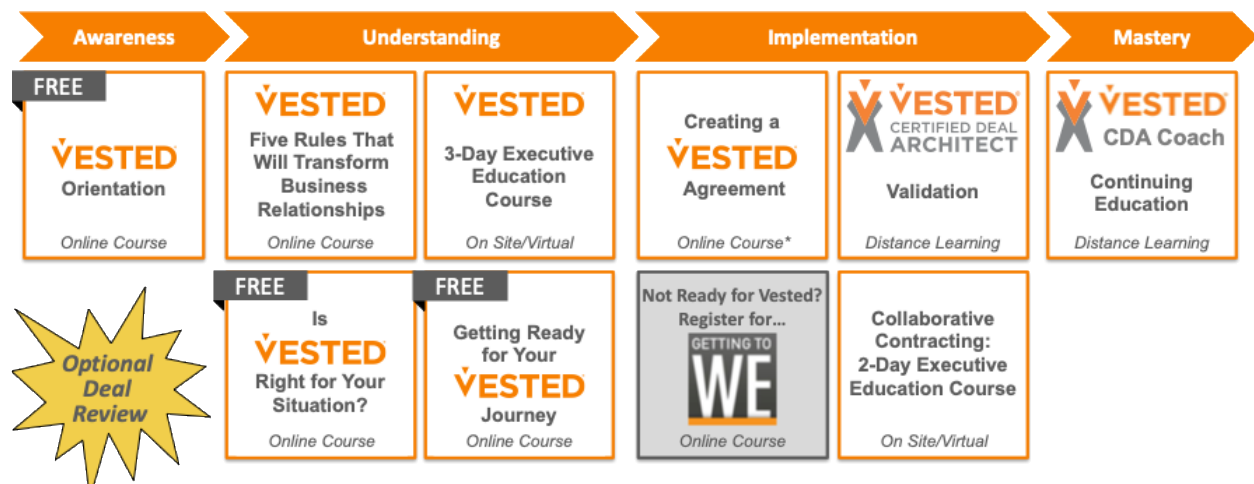 Awareness
Understanding
Implementation
Mastery
FREE
VESTED
Orientation
Online Course
VESTED®
Five Rules That
Will Transform
Business
Relationships
Online Course
VESTED®
3-Day Executive
Education
Course
On Site/Virtual
Creating a
VESTED®
Agreement
Online Course*
VESTED®
CERTIFIED DEAL
ARCHITECT
Validation
Distance Learning
VESTED®
CDA Coach
Continuing
Education
Distance Learning
Optional
Deal
Review
FREE
Is
VESTED®
Right for Your
Situation?
Online Course
FREE
Getting Ready
for Your
VESTED®
Journey
Online Course
Not Ready for Vested?
Register for...
GETTING TO
WE
Online Course
Collaborative
Contracting:
2-Day Executive
Education Course
On Site/Virtual